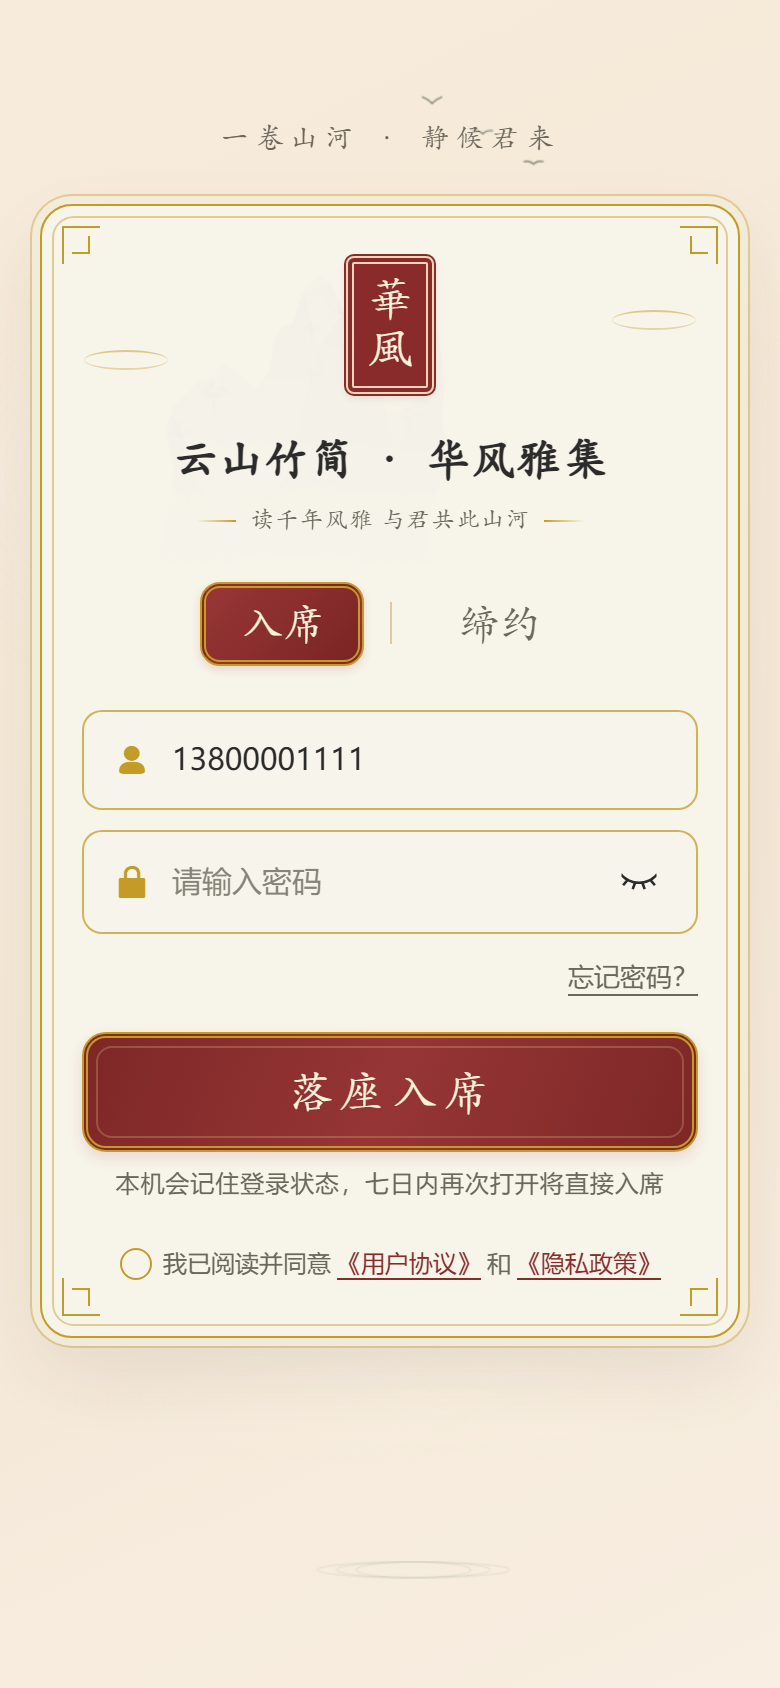 一卷山河 · 静候君来
華
風
云山竹简 · 华风雅集
读千年风雅 与君共此山河
入席 缔约
13800001111
请输入密码
忘记密码？
落座入席
本机会记住登录状态，七日内再次打开将直接入席
我已阅读并同意《用户协议》和《隐私政策》